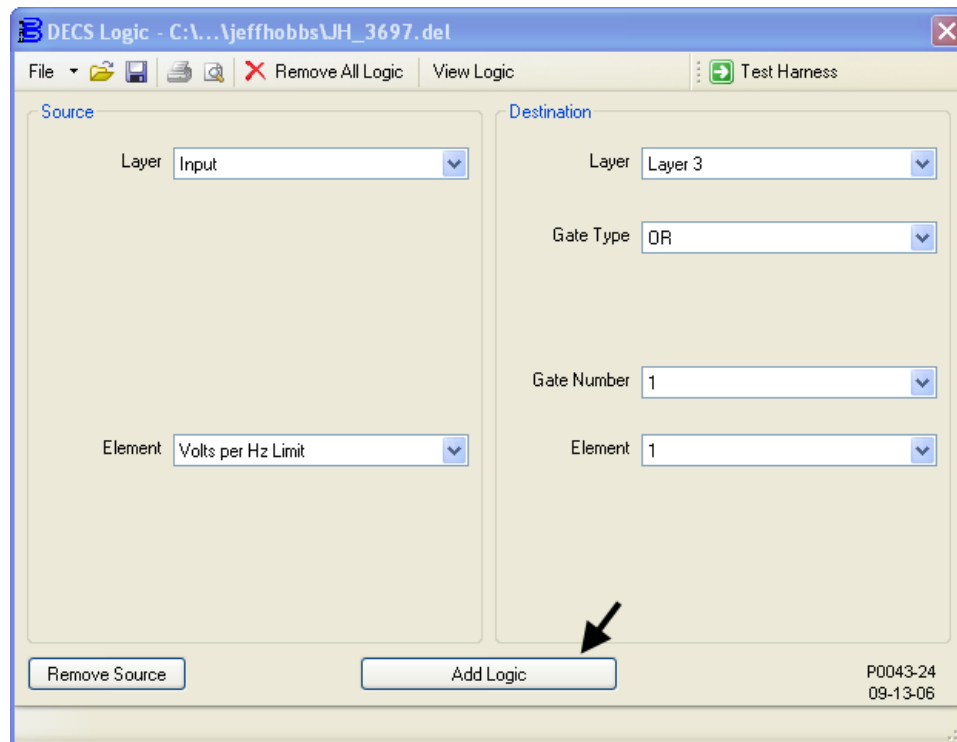 DECS Logic - C:\...\jeffhobbs\JH_3697.del
File Remove All Logic View Logic Test Harness
Source
Layer Input
Element Volts per Hz Limit
Destination
Layer Layer 3
Gate Type OR
Gate Number 1
Element 1
Remove Source
Add Logic
P0043-24
09-13-06